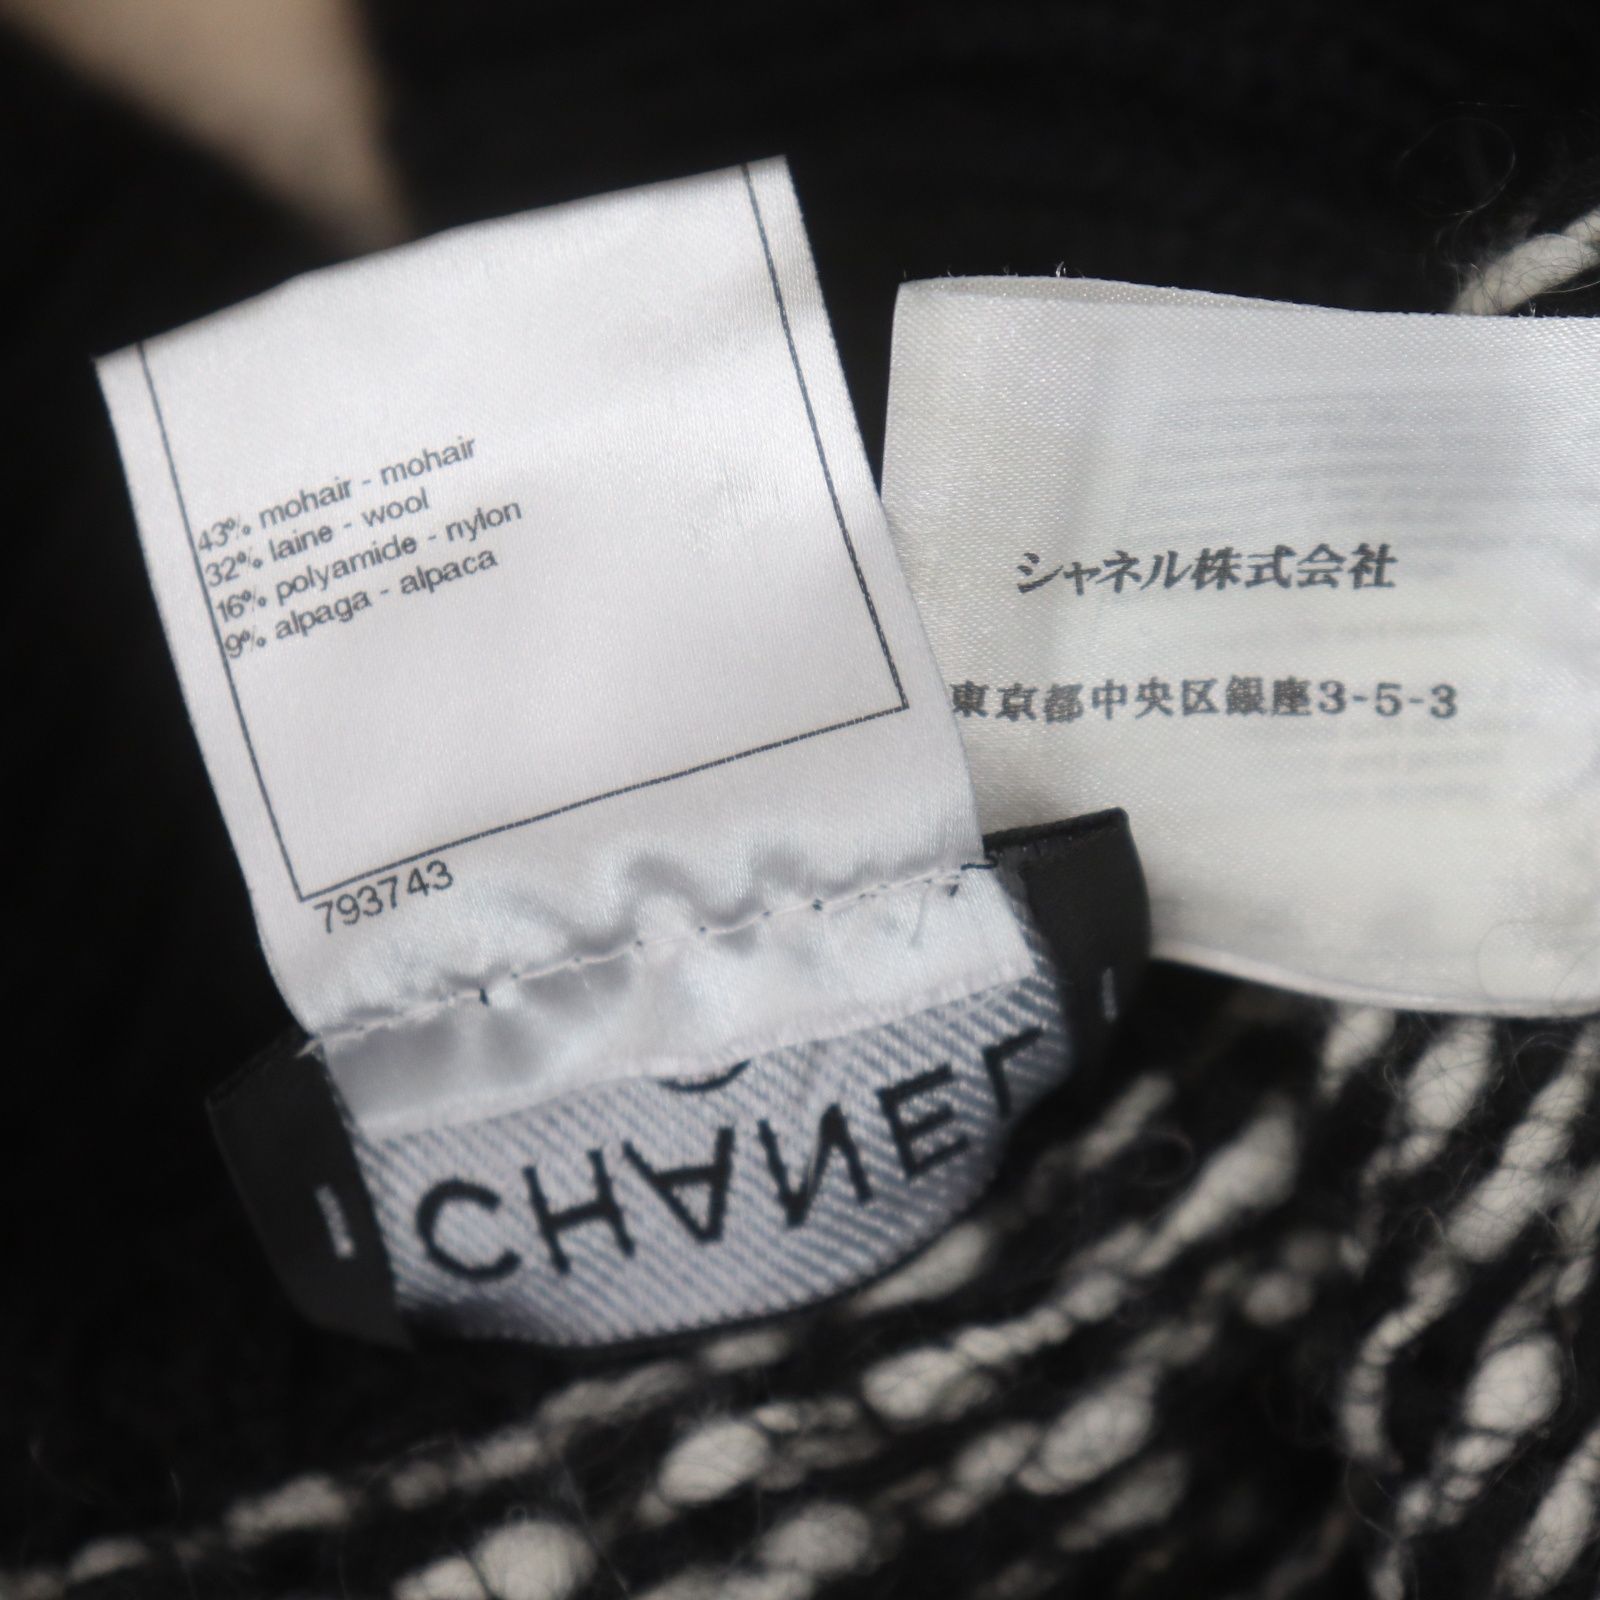 43% mohair - mohair
32% laine - wool
16% polyamide - nylon
9% alpaga - alpaca
793743
シャネル株式会社
東京都中央区銀座3-5-3
CHANEL